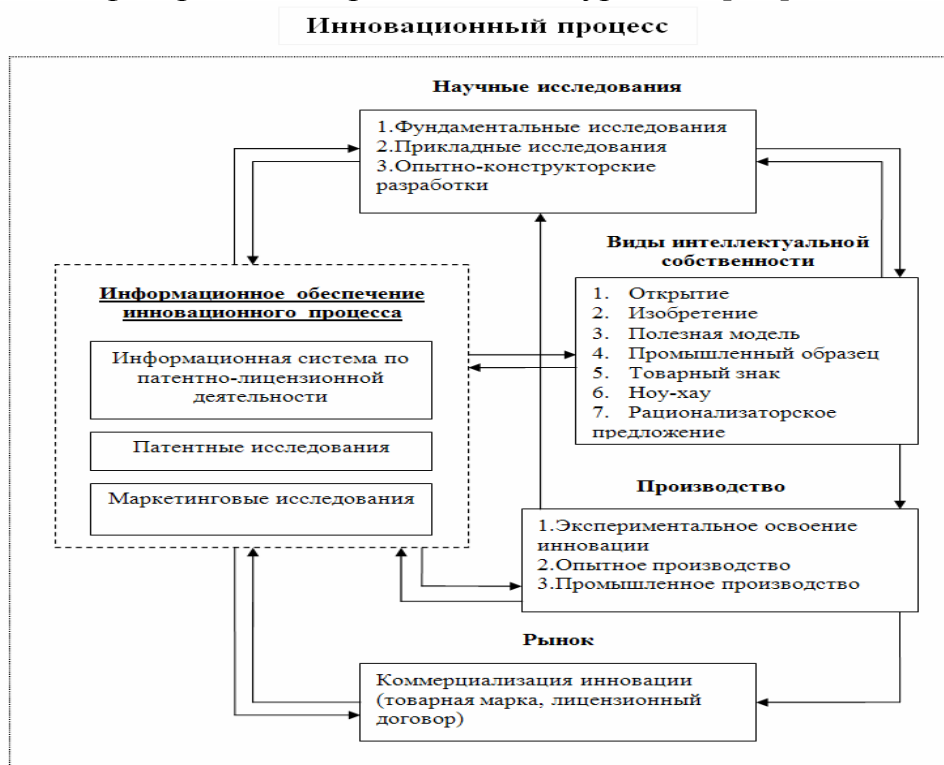 Инновационный процесс
Научные исследования
1.Фундаментальные исследования
2.Прикладные исследования
3.Опытно-конструкторские
разработки
Виды интеллектуальной
собственности
1. Открытие
2. Изобретение
3. Полезная модель
4. Промышленный образец
5. Товарный знак
6. Ноу-хау
7. Рационализаторское
предложение
Информационное обеспечение
инновационного процесса
Информационная система по
патентно-лицензионной
деятельности
Патентные исследования
Маркетинговые исследования
Производство
1.Экспериментальное освоение
инновации
2.Опытное производство
3.Промышленное производство
Рынок
Коммерциализация инновации
(товарная марка, лицензионный
договор)